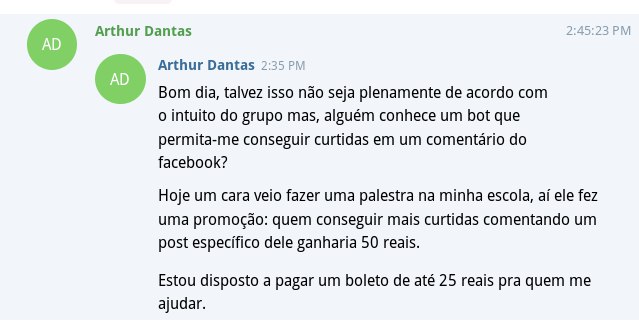 AD
Arthur Dantas
2:45:23 PM
AD
Arthur Dantas 2:35 PM
Bom dia, talvez isso não seja plenamente de acordo com
o intuito do grupo mas, alguém conhece um bot que
permita-me conseguir curtidas em um comentário do
facebook?
Hoje um cara veio fazer uma palestra na minha escola, aí ele fez
uma promoção: quem conseguir mais curtidas comentando um
post específico dele ganharia 50 reais.
Estou disposto a pagar um boleto de até 25 reais pra quem me
ajudar.